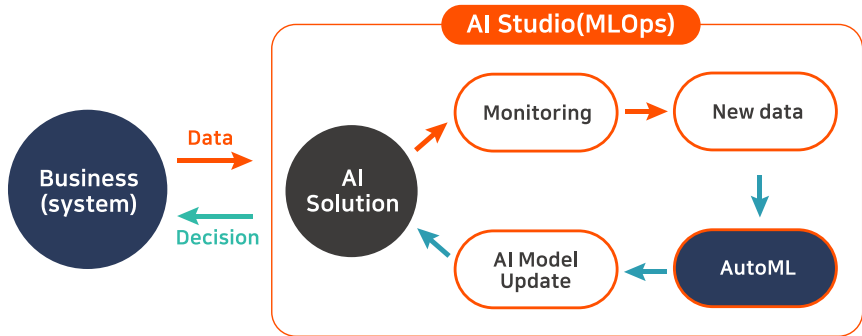 AI Studio(MLOps)
Business
(system)
Data
Decision
AI
Solution
Monitoring
New data
AutoML
AI Model
Update